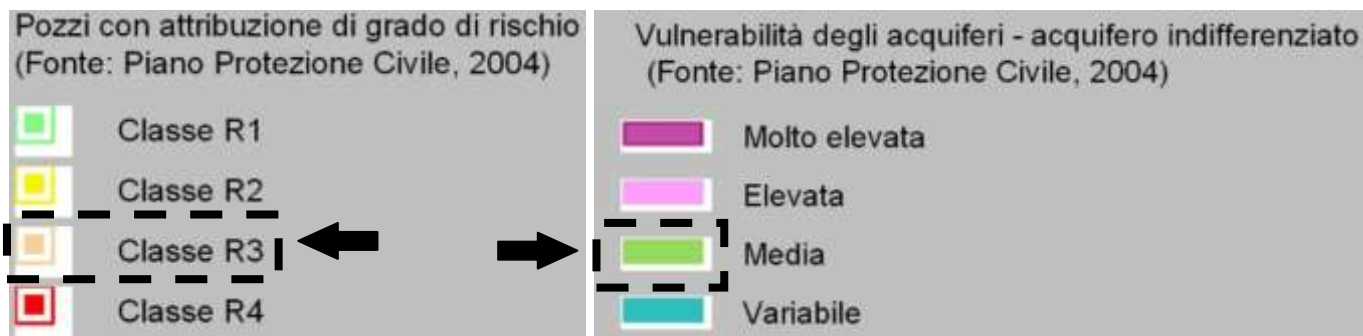 Pozzi con attribuzione di grado di rischio
(Fonte: Piano Protezione Civile, 2004)
Classe R1
Classe R2
Classe R3
Classe R4
Vulnerabilità degli acquiferi - acquifero indifferenziato
(Fonte: Piano Protezione Civile, 2004)
Molto elevata
Elevata
Media
Variabile